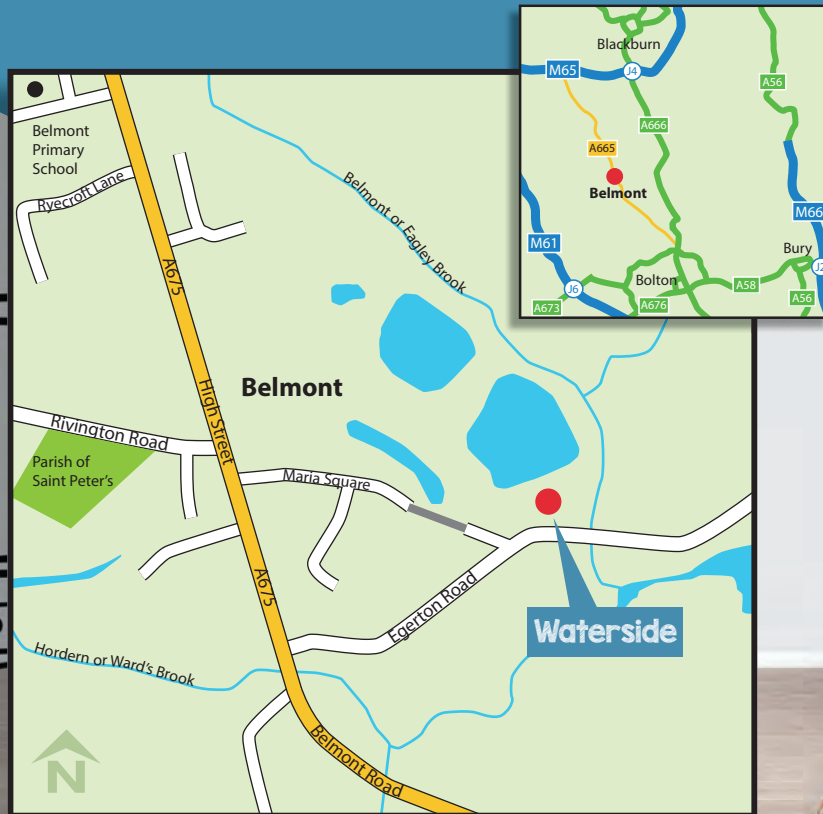 Blackburn
M65
J4
A56
A666
A665
Belmont
M61
M66
Bury
J2
Bolton
J6
A58
A56
A673
A676
Belmont
Primary
School
Ryecroft Lane
A675
Belmont or Eagley Brook
High Street
Belmont
Rivington Road
Parish of
Saint Peter's
Maria Square
A675
Egerton Road
Waterside
Hordern or Ward's Brook
Belmont Road
N